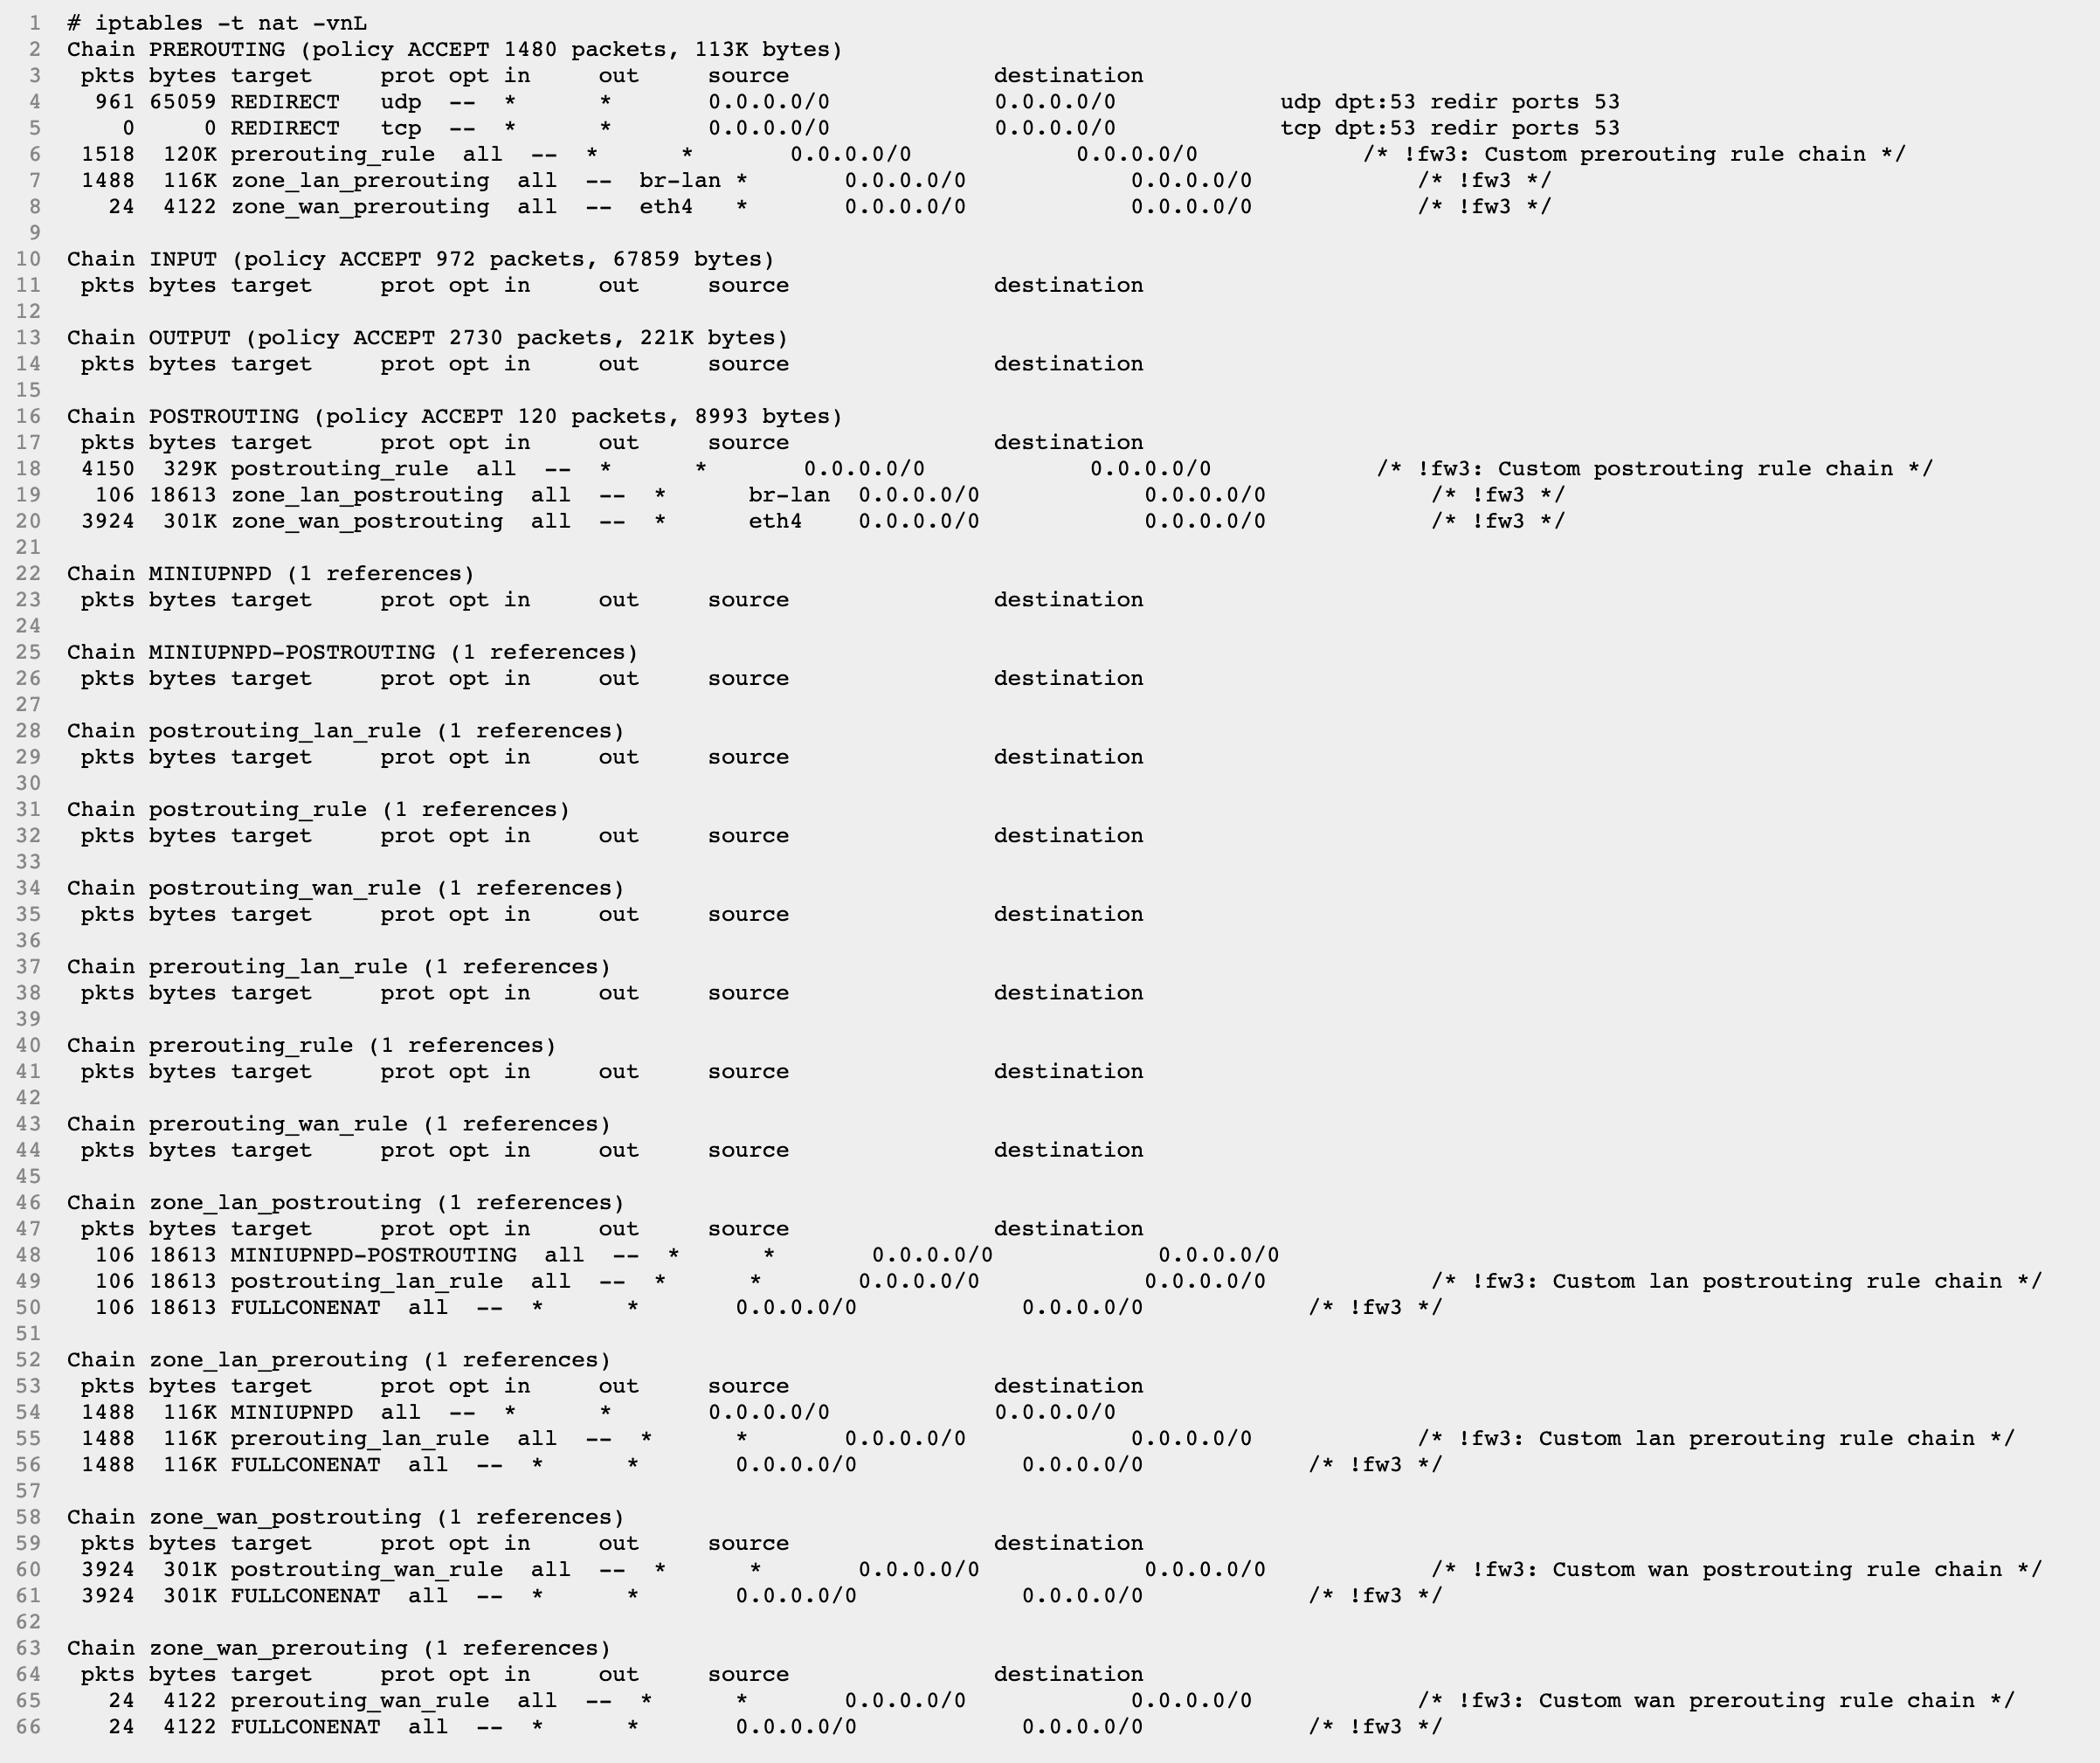 1 # iptables -t nat -vnL
2 Chain PREROUTING (policy ACCEPT 1480 packets, 113K bytes)
3  pkts bytes target     prot opt in     out     source               destination
4   961 65059 REDIRECT   udp  --  *      *       0.0.0.0/0            0.0.0.0/0            udp dpt:53 redir ports 53
5     0     0 REDIRECT   tcp  --  *      *       0.0.0.0/0            0.0.0.0/0            tcp dpt:53 redir ports 53
6  1518  120K prerouting_rule  all  --  *      *       0.0.0.0/0            0.0.0.0/0            /* !fw3: Custom prerouting rule chain */
7  1488  116K zone_lan_prerouting  all  --  br-lan *       0.0.0.0/0            0.0.0.0/0            /* !fw3 */
8    24  4122 zone_wan_prerouting  all  --  eth4   *       0.0.0.0/0            0.0.0.0/0            /* !fw3 */
9
10 Chain INPUT (policy ACCEPT 972 packets, 67859 bytes)
11  pkts bytes target     prot opt in     out     source               destination
12
13 Chain OUTPUT (policy ACCEPT 2730 packets, 221K bytes)
14  pkts bytes target     prot opt in     out     source               destination
15
16 Chain POSTROUTING (policy ACCEPT 120 packets, 8993 bytes)
17  pkts bytes target     prot opt in     out     source               destination
18  4150  329K postrouting_rule  all  --  *      *       0.0.0.0/0            0.0.0.0/0            /* !fw3: Custom postrouting rule chain */
19   106 18613 zone_lan_postrouting  all  --  *      br-lan  0.0.0.0/0            0.0.0.0/0            /* !fw3 */
20  3924  301K zone_wan_postrouting  all  --  *      eth4    0.0.0.0/0            0.0.0.0/0            /* !fw3 */
21
22 Chain MINIUPNPD (1 references)
23  pkts bytes target     prot opt in     out     source               destination
24
25 Chain MINIUPNPD-POSTROUTING (1 references)
26  pkts bytes target     prot opt in     out     source               destination
27
28 Chain postrouting_lan_rule (1 references)
29  pkts bytes target     prot opt in     out     source               destination
30
31 Chain postrouting_rule (1 references)
32  pkts bytes target     prot opt in     out     source               destination
33
34 Chain postrouting_wan_rule (1 references)
35  pkts bytes target     prot opt in     out     source               destination
36
37 Chain prerouting_lan_rule (1 references)
38  pkts bytes target     prot opt in     out     source               destination
39
40 Chain prerouting_rule (1 references)
41  pkts bytes target     prot opt in     out     source               destination
42
43 Chain prerouting_wan_rule (1 references)
44  pkts bytes target     prot opt in     out     source               destination
45
46 Chain zone_lan_postrouting (1 references)
47  pkts bytes target     prot opt in     out     source               destination
48   106 18613 MINIUPNPD-POSTROUTING  all  --  *      *       0.0.0.0/0            0.0.0.0/0
49   106 18613 postrouting_lan_rule  all  --  *      *       0.0.0.0/0            0.0.0.0/0            /* !fw3: Custom lan postrouting rule chain */
50   106 18613 FULLCONENAT  all  --  *      *       0.0.0.0/0            0.0.0.0/0            /* !fw3 */
51
52 Chain zone_lan_prerouting (1 references)
53  pkts bytes target     prot opt in     out     source               destination
54  1488  116K MINIUPNPD  all  --  *      *       0.0.0.0/0            0.0.0.0/0
55  1488  116K prerouting_lan_rule  all  --  *      *       0.0.0.0/0            0.0.0.0/0            /* !fw3: Custom lan prerouting rule chain */
56  1488  116K FULLCONENAT  all  --  *      *       0.0.0.0/0            0.0.0.0/0            /* !fw3 */
57
58 Chain zone_wan_postrouting (1 references)
59  pkts bytes target     prot opt in     out     source               destination
60  3924  301K postrouting_wan_rule  all  --  *      *       0.0.0.0/0            0.0.0.0/0            /* !fw3: Custom wan postrouting rule chain */
61  3924  301K FULLCONENAT  all  --  *      *       0.0.0.0/0            0.0.0.0/0            /* !fw3 */
62
63 Chain zone_wan_prerouting (1 references)
64  pkts bytes target     prot opt in     out     source               destination
65    24  4122 prerouting_wan_rule  all  --  *      *       0.0.0.0/0            0.0.0.0/0            /* !fw3: Custom wan prerouting rule chain */
66    24  4122 FULLCONENAT  all  --  *      *       0.0.0.0/0            0.0.0.0/0            /* !fw3 */